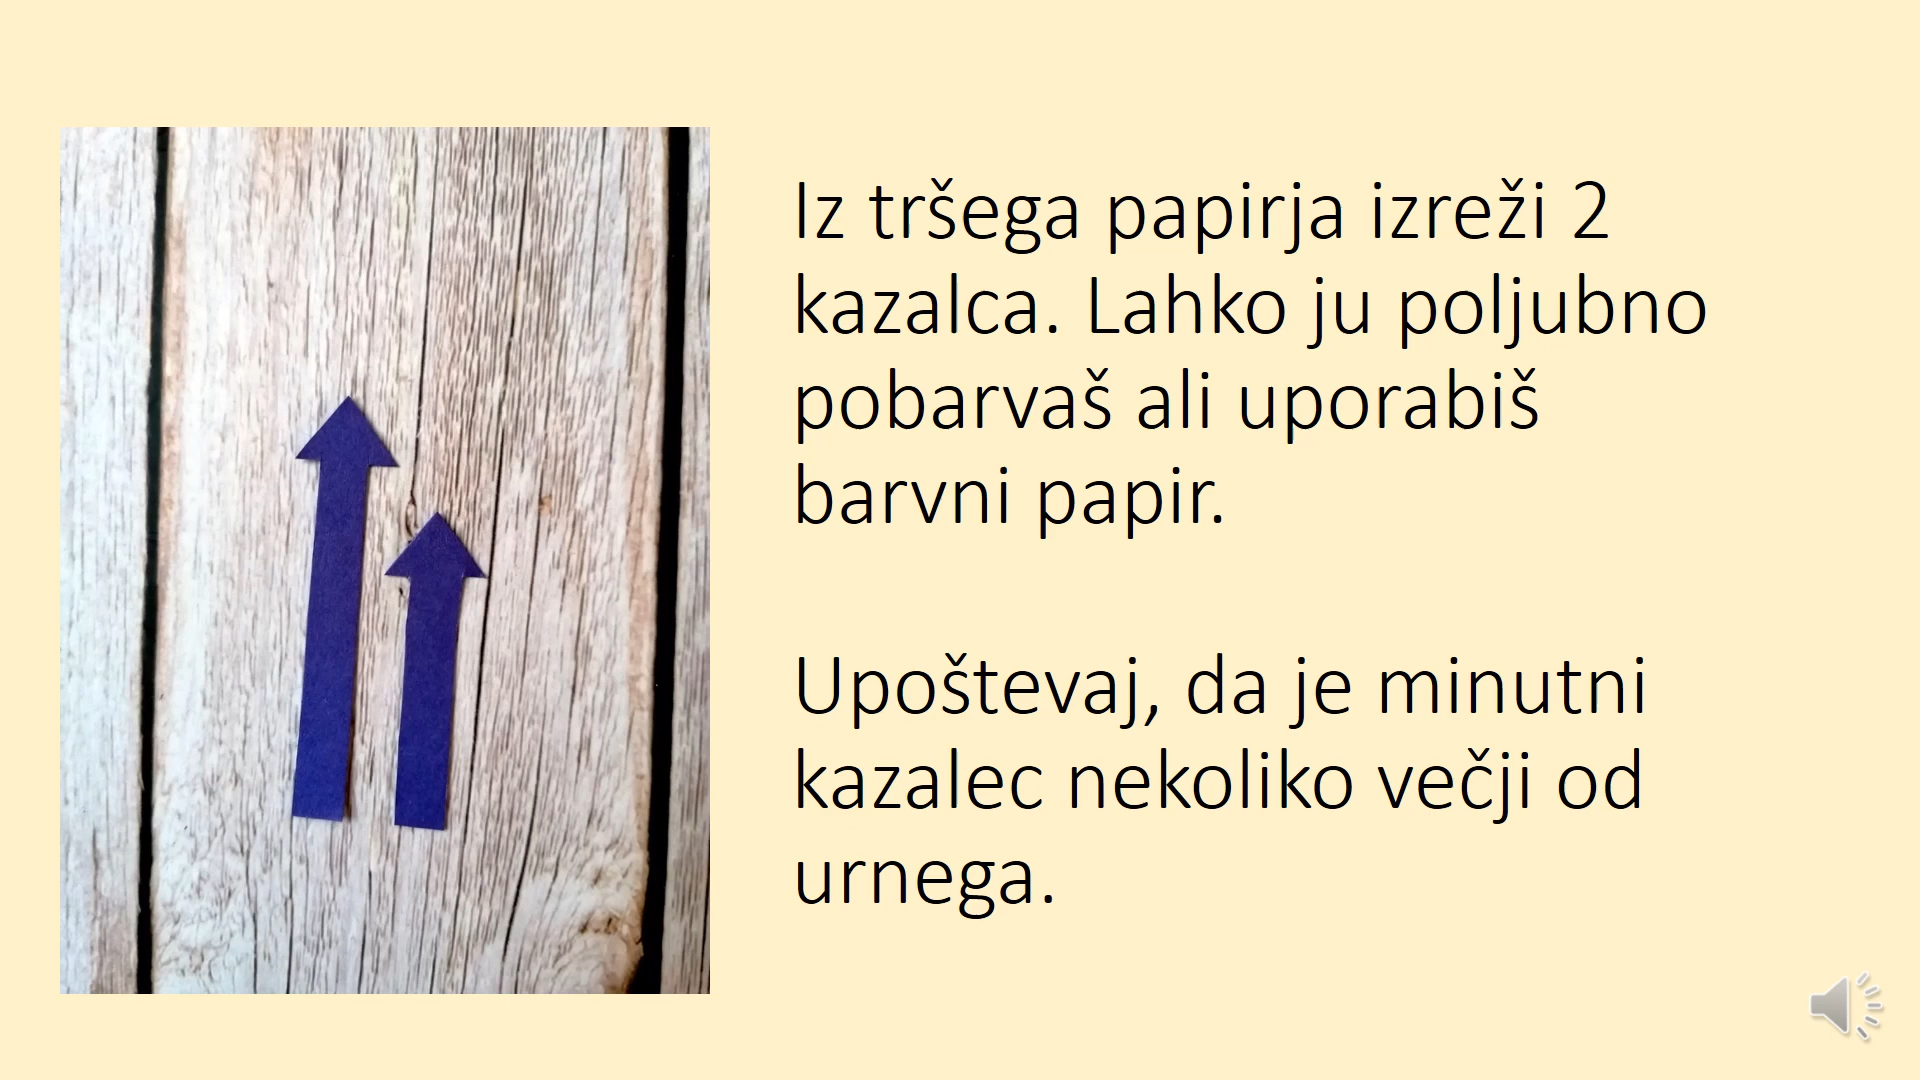 Iz tršega papirja izreži 2
kazalca. Lahko ju poljubno
pobarvaš ali uporabiš
barvni papir.
Upoštevaj, da je minutni
kazalec nekoliko večji od
urnega.